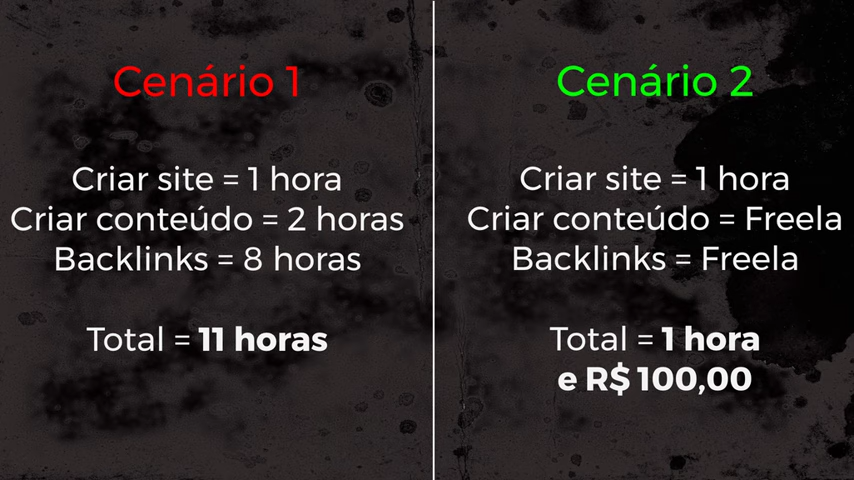 Cenário 1
Criar site = 1 hora
Criar conteúdo = 2 horas
Backlinks = 8 horas
Total = 11 horas
Cenário 2
Criar site = 1 hora
Criar conteúdo = Freela
Backlinks = Freela
Total = 1 hora
e R$ 100,00